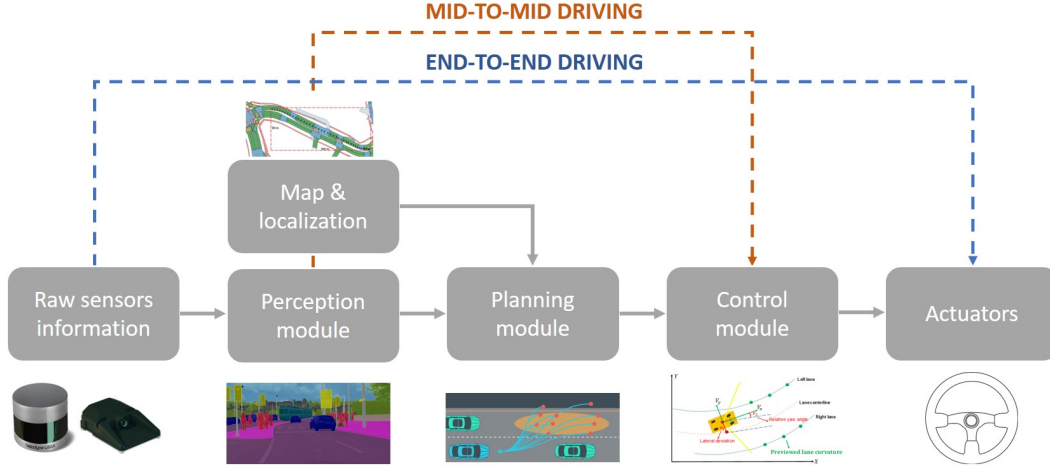 MID-TO-MID DRIVING
END-TO-END DRIVING
Map &
localization
Raw sensors
information
Perception
module
Planning
module
Control
module
Actuators
Y
Left lane
Lane centerline
Right lane
Relative yaw angle
Lateral deviation
Previewed lane curvature
X